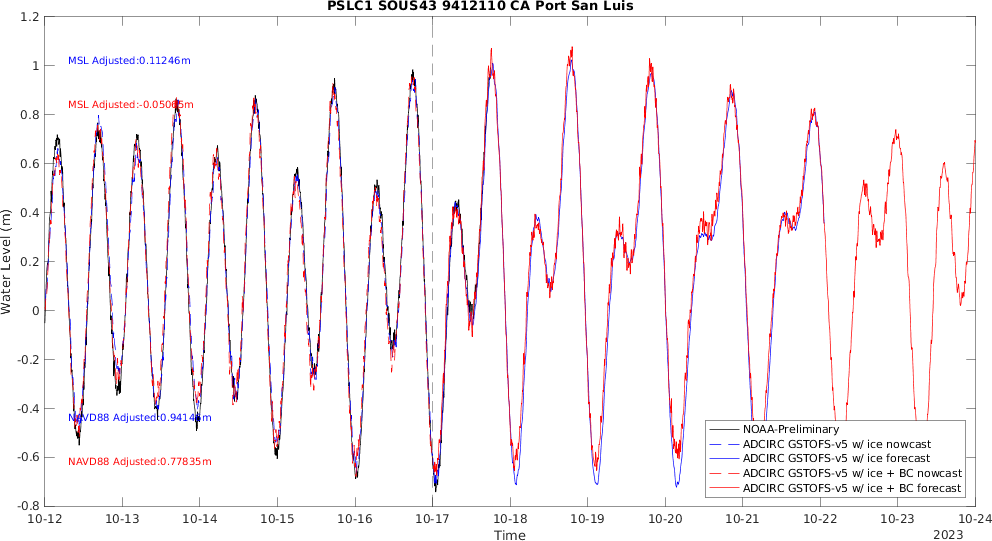 PSLC1 SOUS43 9412110 CA Port San Luis
1.2
1
0.8
0.6
0.4
0.2
0
-0.2
-0.4
-0.6
-0.8
Water Level (m)
MSL Adjusted:0.11246m
MSL Adjusted:-0.05065m
NAVD88 Adjusted:0.94146m
NAVD88 Adjusted:0.77835m
NOAA-Preliminary
ADCIRC GSTOFS-v5 w/ ice nowcast
ADCIRC GSTOFS-v5 w/ ice forecast
ADCIRC GSTOFS-v5 w/ ice + BC nowcast
ADCIRC GSTOFS-v5 w/ ice + BC forecast
10-12 10-13 10-14 10-15 10-16 10-17 10-18 10-19 10-20 10-21 10-22 10-23 10-24
Time
2023